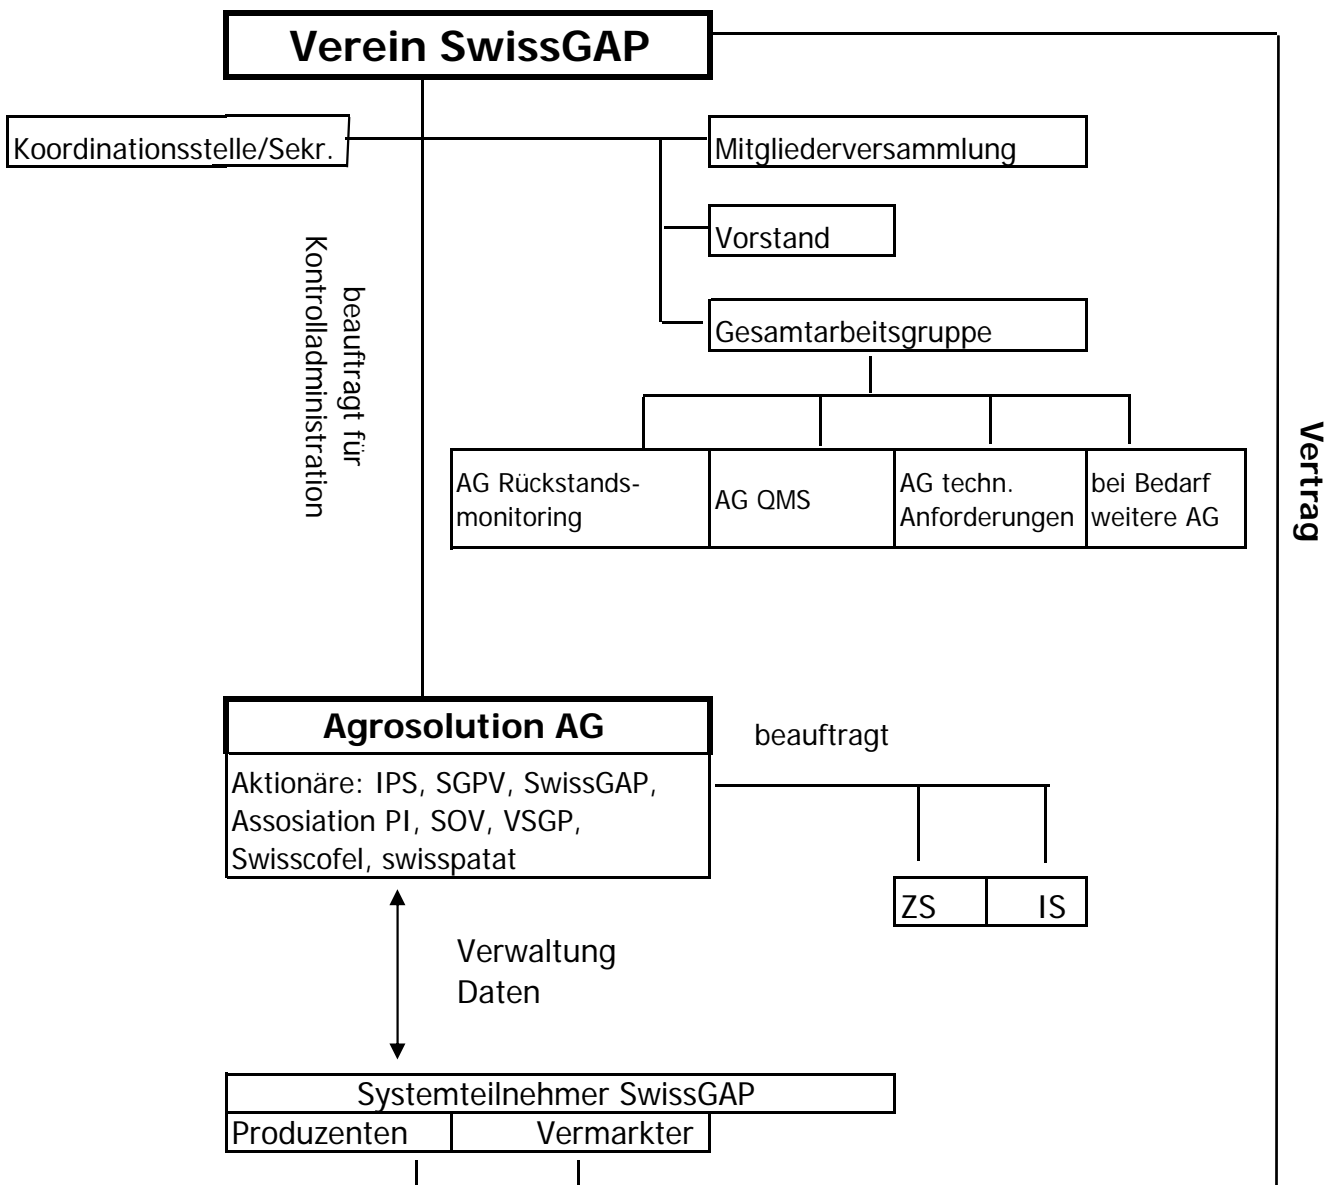 Verein SwissGAP
Koordinationsstelle/Sekr.
Mitgliederversammlung
Vorstand
beauftragt für
Kontrolladministration
Gesamtarbeitsgruppe
AG Rückstands-
monitoring
AG QMS
AG techn.
Anforderungen
bei Bedarf
weitere AG
Vertrag
Agrosolution AG
beauftragt
Aktionäre: IPS, SGPV, SwissGAP,
Assosiation PI, SOV, VSGP,
Swisscofel, swisspatat
ZS
IS
Verwaltung
Daten
Systemteilnehmer SwissGAP
Produzenten
Vermarkter